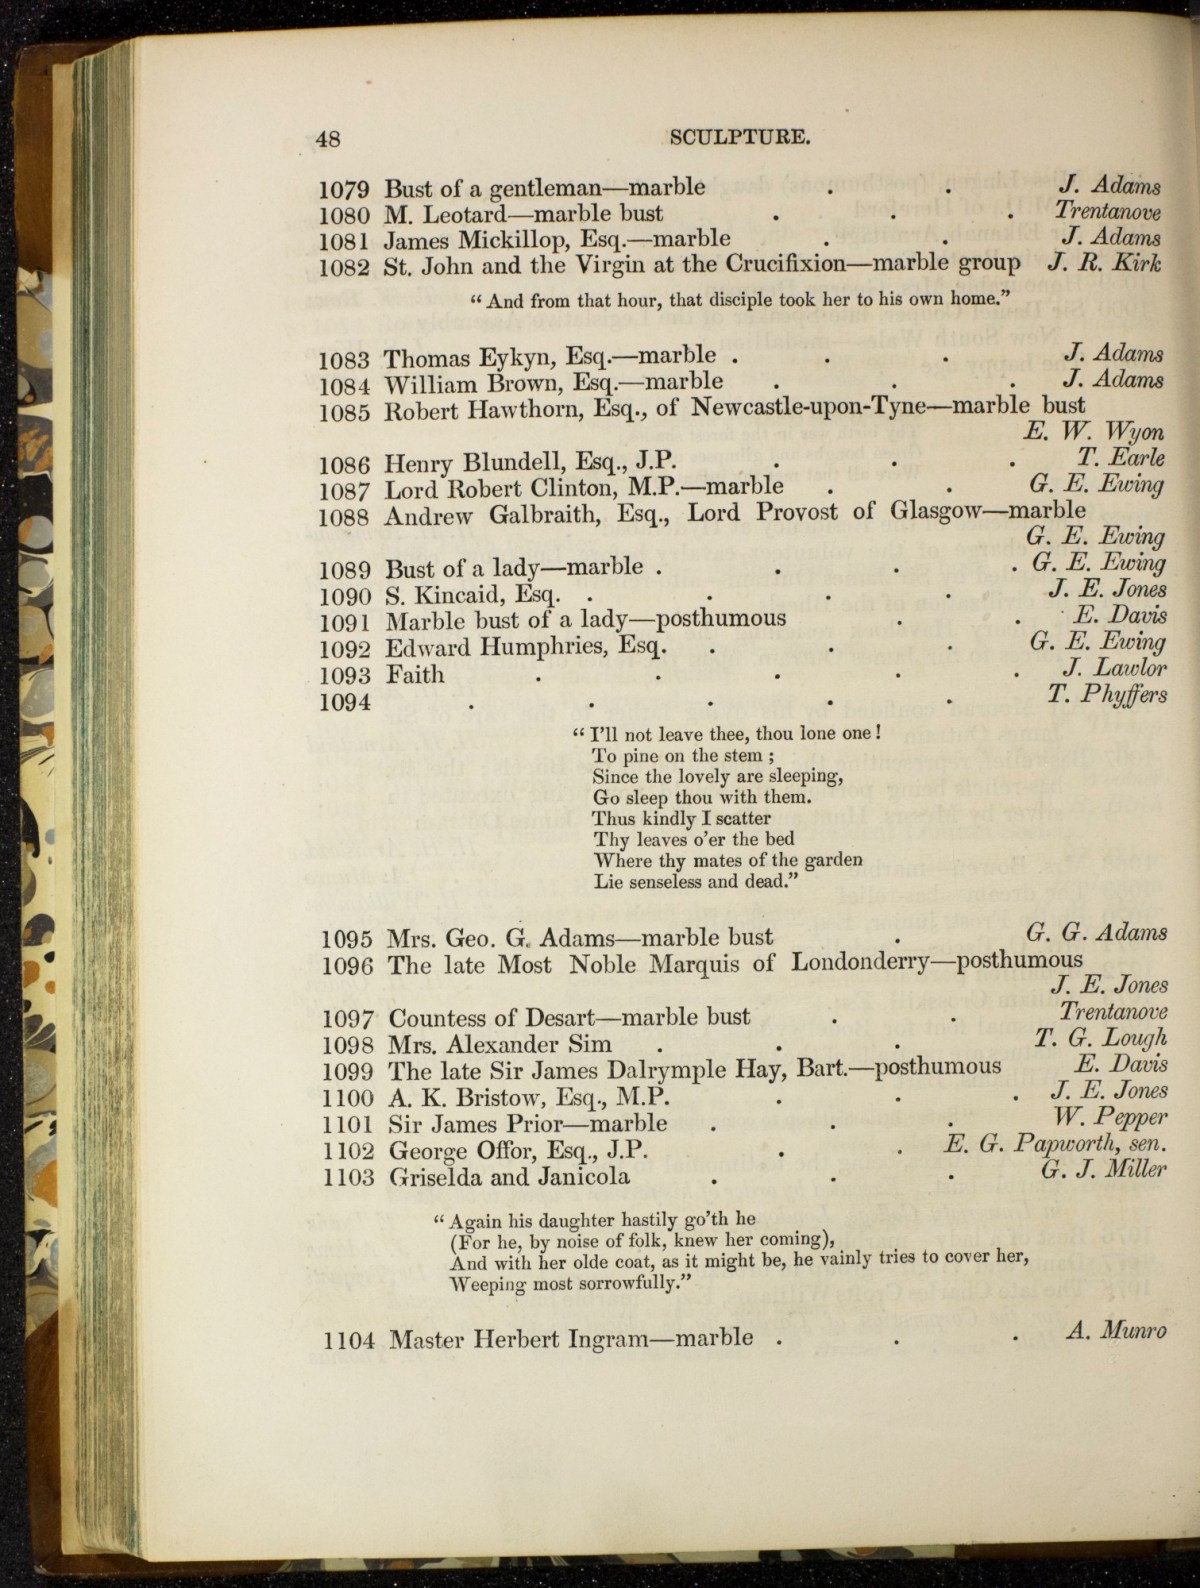 48 SCULPTURE.
1079 Bust of a gentleman—marble . . J. Adams
1080 M. Leotard—marble bust . . . Trentanove
1081 James Mickillop, Esq.—marble . . J. Adams
1082 St. John and the Virgin at the Crucifixion—marble group J. R. Kirk
“And from that hour, that disciple took her to his own home.”
1083 Thomas Eykyn, Esq.—marble . . . J. Adams
1084 William Brown, Esq.—marble . . . J. Adams
1085 Robert Hawthorn, Esq., of Newcastle-upon-Tyne—marble bust
E. W. Wyon
1086 Henry Blundell, Esq., J.P. . . . T. Earle
1087 Lord Robert Clinton, M.P.—marble . . G. E. Ewing
1088 Andrew Galbraith, Esq., Lord Provost of Glasgow—marble
G. E. Ewing
1089 Bust of a lady—marble . . . . G. E. Ewing
1090 S. Kincaid, Esq. . . . . J. E. Jones
1091 Marble bust of a lady—posthumous . . E. Davis
1092 Edward Humphries, Esq. . . . G. E. Ewing
1093 Faith . . . . . J. Lawlor
1094 . . . . . T. Phyffers
“I’ll not leave thee, thou lone one!
To pine on the stem;
Since the lovely are sleeping,
Go sleep thou with them.
Thus kindly I scatter
Thy leaves o’er the bed
Where thy mates of the garden
Lie senseless and dead.”
1095 Mrs. Geo. G. Adams—marble bust . G. G. Adams
1096 The late Most Noble Marquis of Londonderry—posthumous
J. E. Jones
1097 Countess of Desart—marble bust . . Trentanove
1098 Mrs. Alexander Sim . . . T. G. Lough
1099 The late Sir James Dalrymple Hay, Bart.—posthumous E. Davis
1100 A. K. Bristow, Esq., M.P. . . . J. E. Jones
1101 Sir James Prior—marble . . . W. Pepper
1102 George Offor, Esq., J.P. . . E. G. Papworth, sen.
1103 Griselda and Janicola . . . G. J. Miller
“Again his daughter hastily go’th he
(For he, by noise of folk, knew her coming),
And with her olde coat, as it might be, he vainly tries to cover her,
Weeping most sorrowfully.”
1104 Master Herbert Ingram—marble . . . A. Munro